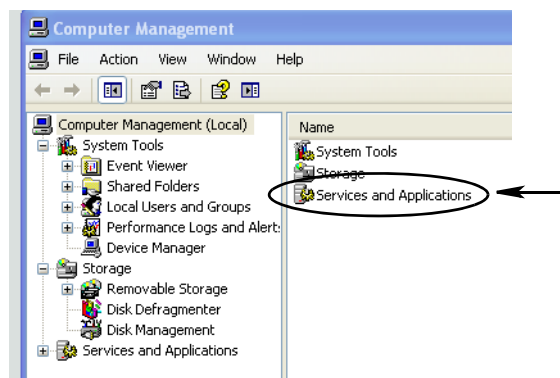 Computer Management
File Action View Window Help
Computer Management (Local)
System Tools
Event Viewer
Shared Folders
Local Users and Groups
Performance Logs and Alert:
Device Manager
Storage
Removable Storage
Disk Defragmenter
Disk Management
Services and Applications
Name
System Tools
Storage
Services and Applications